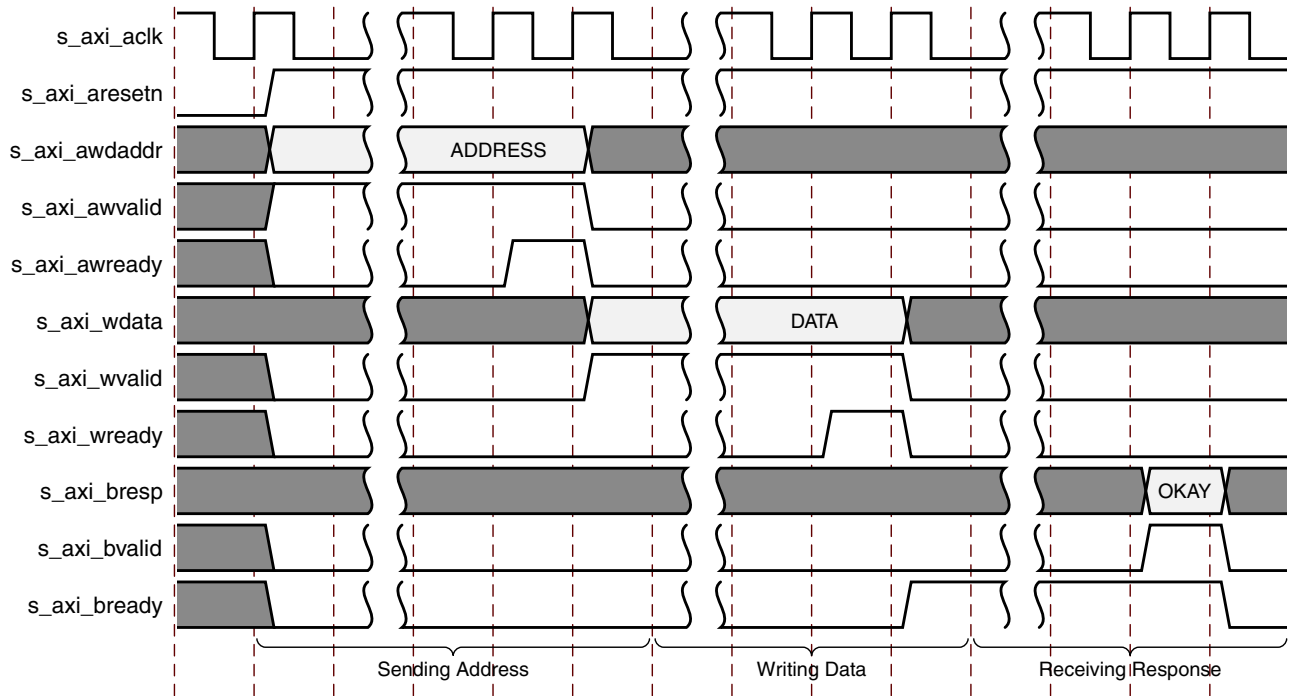 s_axi_aclk
s_axi_aresetn
s_axi_awdaddr ADDRESS
s_axi_awvalid
s_axi_awready
s_axi_wdata DATA
s_axi_wvalid
s_axi_wready
s_axi_bresp OKAY
s_axi_bvalid
s_axi_bready
Sending Address Writing Data Receiving Response